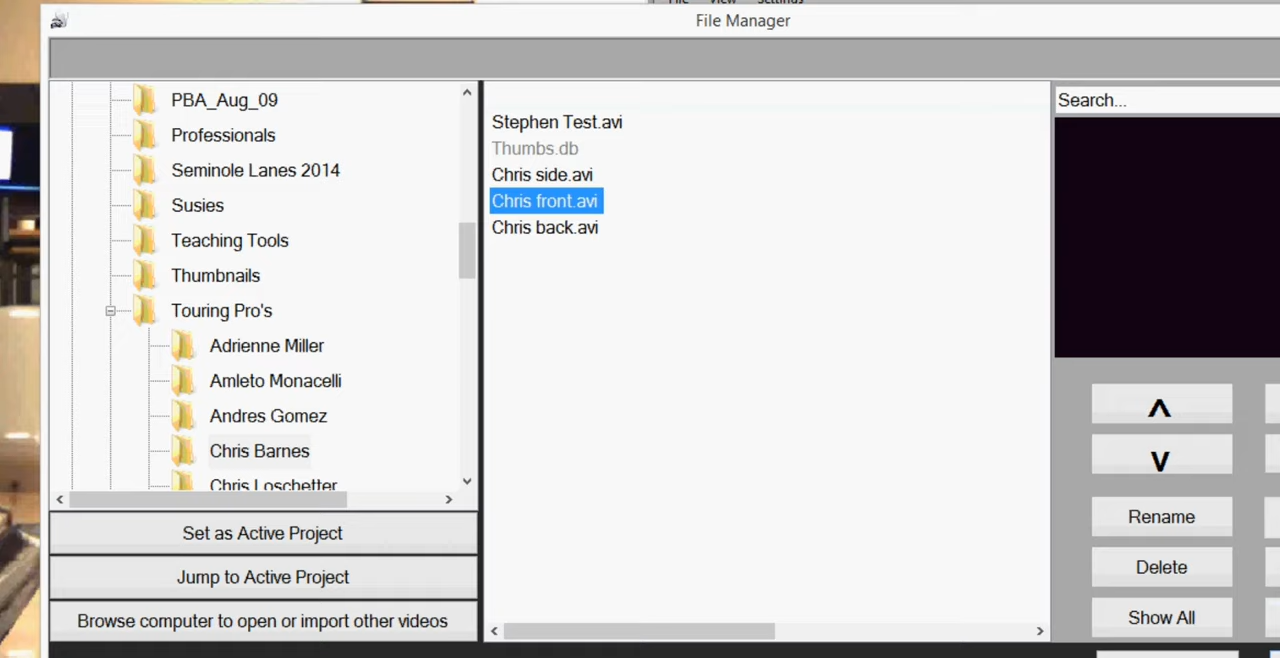 File View Settings
File Manager
PBA_Aug_09
Professionals
Seminole Lanes 2014
Susies
Teaching Tools
Thumbnails
Touring Pro's
Adrienne Miller
Amleto Monacelli
Andres Gomez
Chris Barnes
Chris Loschetter
Set as Active Project
Jump to Active Project
Browse computer to open or import other videos
Stephen Test.avi
Thumbs.db
Chris side.avi
Chris front.avi
Chris back.avi
Search...
Rename
Delete
Show All